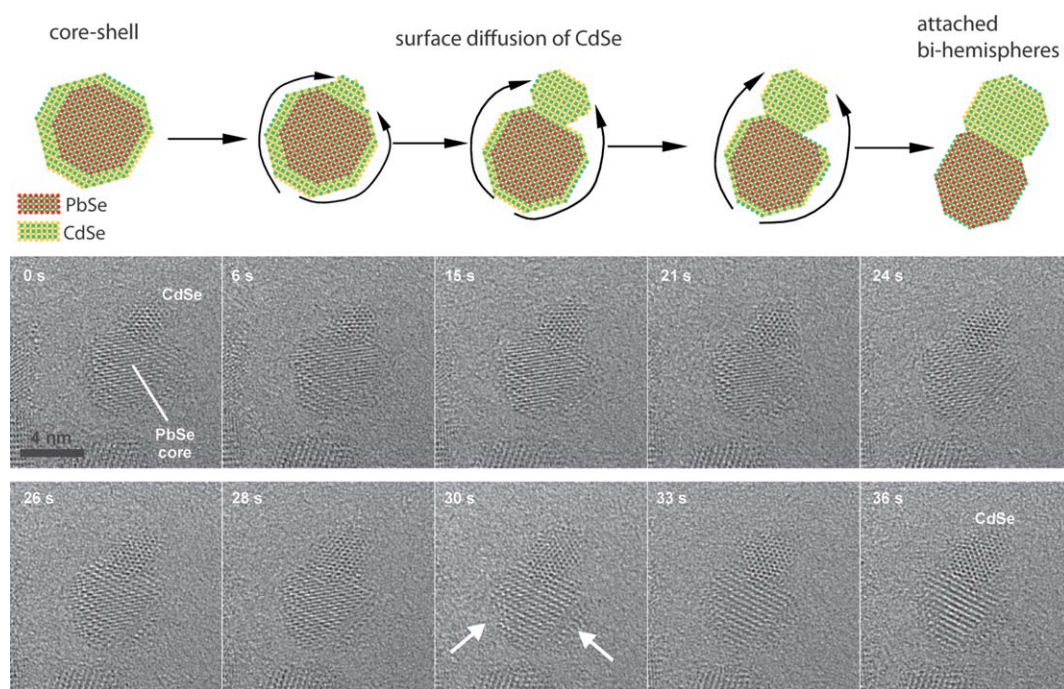 core-shell
surface diffusion of CdSe
attached
bi-hemispheres
PbSe
CdSe
0 s
CdSe
PbSe
core
4 nm
6 s
15 s
21 s
24 s
26 s
28 s
30 s
33 s
36 s
CdSe